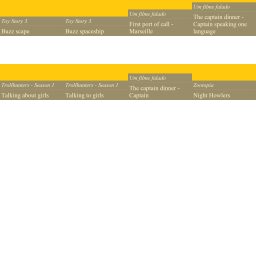 Toy Story 3
Buzz scape
Toy Story 3
Buzz spaceship
Um filme falado
First port of call -
Marseille
Um filme falado
The captain dinner -
Captain speaking one
language
Trollhunters - Season 1
Talking about girls
Trollhunters - Season 1
Talking to girls
Um filme falado
The captain dinner -
Captain
Zootopia
Night Howlers